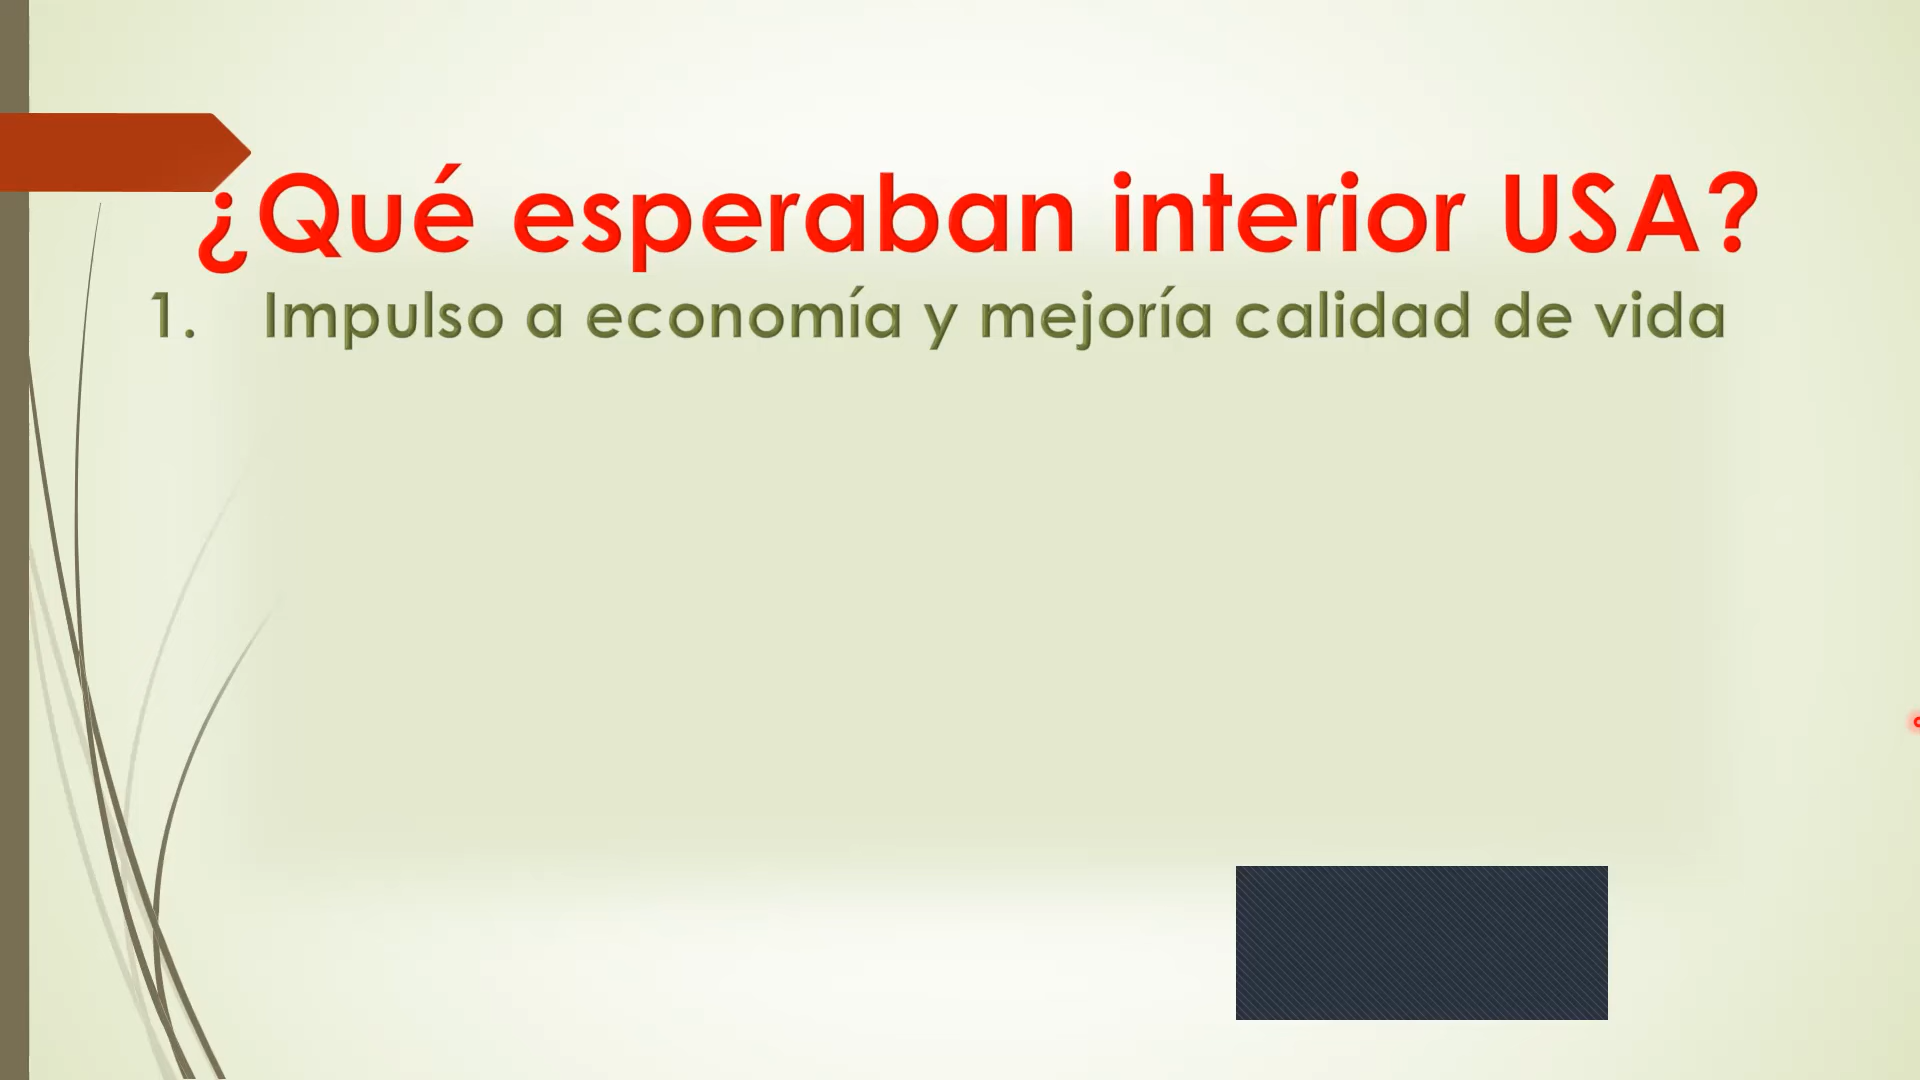 ¿Qué esperaban interior USA?
1. Impulso a economía y mejoría calidad de vida